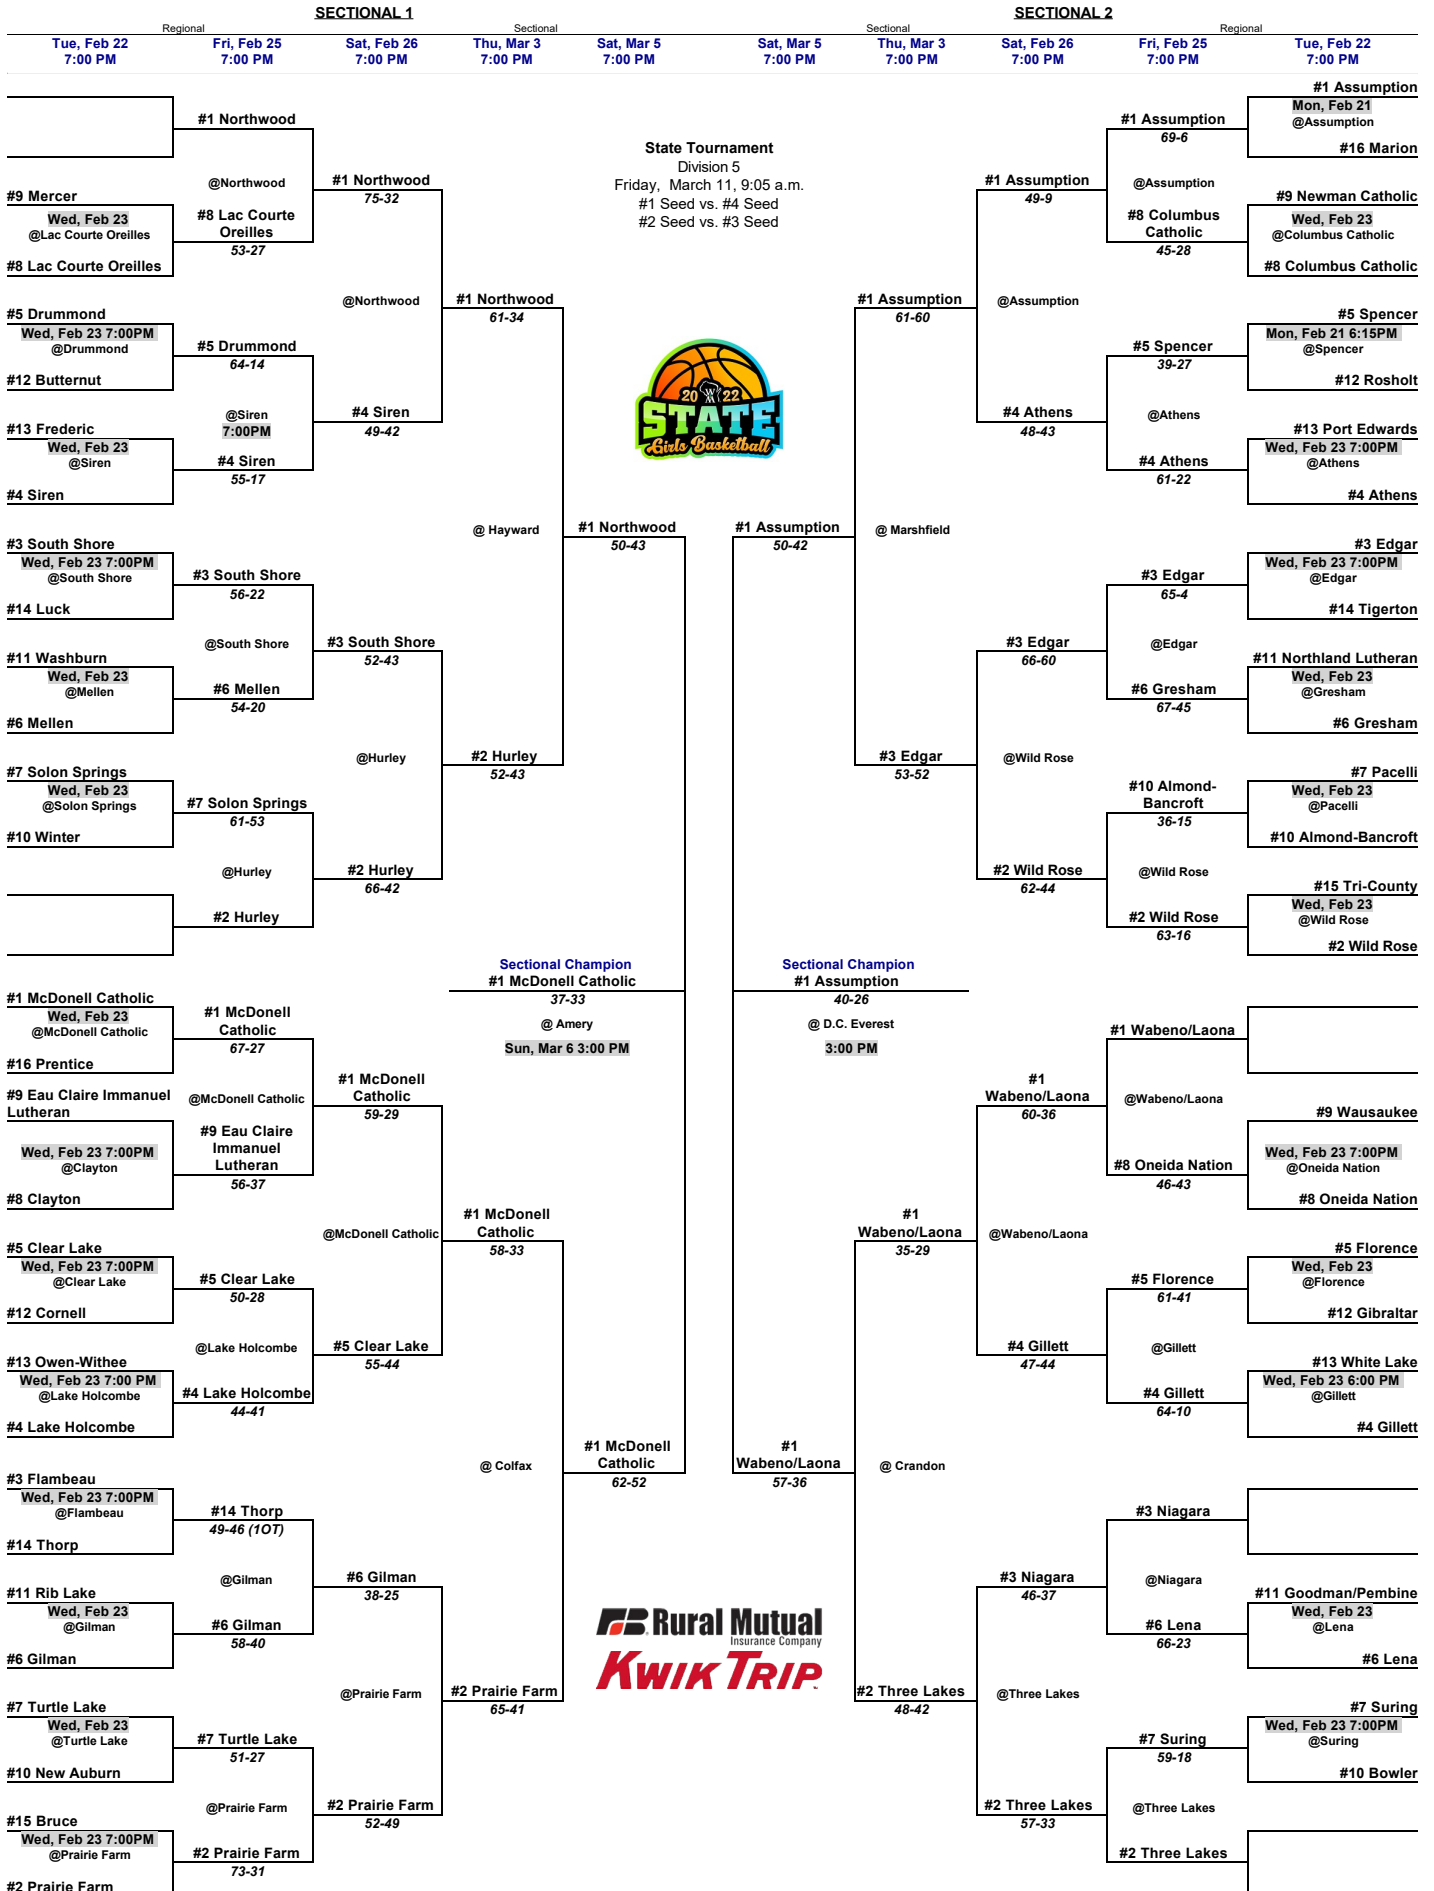 SECTIONAL 1
SECTIONAL 2
Regional
Sectional
Sectional
Regional
Tue, Feb 22
7:00 PM
Fri, Feb 25
7:00 PM
Sat, Feb 26
7:00 PM
Thu, Mar 3
7:00 PM
Sat, Mar 5
7:00 PM
Sat, Mar 5
7:00 PM
Thu, Mar 3
7:00 PM
Sat, Feb 26
7:00 PM
Fri, Feb 25
7:00 PM
Tue, Feb 22
7:00 PM
#9 Mercer
Wed, Feb 23
@Lac Courte Oreilles
#8 Lac Courte Oreilles
#5 Drummond
Wed, Feb 23 7:00PM
@Drummond
#12 Butternut
#13 Frederic
Wed, Feb 23
@Siren
#4 Siren
#3 South Shore
Wed, Feb 23 7:00PM
@South Shore
#14 Luck
#11 Washburn
Wed, Feb 23
@Mellen
#6 Mellen
#7 Solon Springs
Wed, Feb 23
@Solon Springs
#10 Winter
#1 McDonell Catholic
Wed, Feb 23
@McDonell Catholic
#16 Prentice
#9 Eau Claire Immanuel
Lutheran
Wed, Feb 23 7:00PM
@Clayton
#8 Clayton
#5 Clear Lake
Wed, Feb 23 7:00PM
@Clear Lake
#12 Cornell
#13 Owen-Withee
Wed, Feb 23 7:00 PM
@Lake Holcombe
#4 Lake Holcombe
#3 Flambeau
Wed, Feb 23 7:00PM
@Flambeau
#14 Thorp
#11 Rib Lake
Wed, Feb 23
@Gilman
#6 Gilman
#7 Turtle Lake
Wed, Feb 23
@Turtle Lake
#10 New Auburn
#15 Bruce
Wed, Feb 23 7:00PM
@Prairie Farm
#2 Prairie Farm
#1 Northwood
@Northwood
#8 Lac Courte
Oreilles
53-27
#5 Drummond
64-14
@Siren
7:00PM
#4 Siren
55-17
#3 South Shore
56-22
@South Shore
#6 Mellen
54-20
#7 Solon Springs
61-53
@Hurley
#2 Hurley
#1 McDonell
Catholic
67-27
@McDonell Catholic
#9 Eau Claire
Immanuel
Lutheran
56-37
#5 Clear Lake
50-28
@Lake Holcombe
#4 Lake Holcombe
44-41
#14 Thorp
49-46 (1OT)
@Gilman
#6 Gilman
58-40
#7 Turtle Lake
51-27
@Prairie Farm
#2 Prairie Farm
73-31
#1 Northwood
75-32
@Northwood
#4 Siren
49-42
#3 South Shore
52-43
@Hurley
#2 Hurley
66-42
#1 McDonell
Catholic
59-29
@McDonell Catholic
#5 Clear Lake
55-44
#6 Gilman
38-25
@Prairie Farm
#2 Prairie Farm
52-49
#1 Northwood
61-34
@ Hayward
#2 Hurley
52-43
#1 McDonell
Catholic
58-33
@ Colfax
#2 Prairie Farm
65-41
#1 Northwood
50-43
Sectional Champion
#1 McDonell Catholic
37-33
@ Amery
Sun, Mar 6 3:00 PM
#1 McDonell
Catholic
62-52
State Tournament
Division 5
Friday, March 11, 9:05 a.m.
#1 Seed vs. #4 Seed
#2 Seed vs. #3 Seed
20 22
STATE
Girls Basketball
Rural Mutual
Insurance Company
KWIK TRIP
#1 Assumption
50-42
Sectional Champion
#1 Assumption
40-26
@ D.C. Everest
3:00 PM
#1
Wabeno/Laona
57-36
#1 Assumption
61-60
@ Marshfield
#3 Edgar
53-52
#1
Wabeno/Laona
35-29
@ Crandon
#2 Three Lakes
48-42
#1 Assumption
49-9
@Assumption
#4 Athens
48-43
#3 Edgar
66-60
@Wild Rose
#2 Wild Rose
62-44
#1
Wabeno/Laona
60-36
@Wabeno/Laona
#4 Gillett
47-44
#3 Niagara
46-37
@Three Lakes
#2 Three Lakes
57-33
#1 Assumption
69-6
@Assumption
#8 Columbus
Catholic
45-28
#5 Spencer
39-27
@Athens
#4 Athens
61-22
#3 Edgar
65-4
@Edgar
#6 Gresham
67-45
#10 Almond-
Bancroft
36-15
@Wild Rose
#2 Wild Rose
63-16
#1 Wabeno/Laona
@Wabeno/Laona
#8 Oneida Nation
46-43
#5 Florence
61-41
@Gillett
#4 Gillett
64-10
#3 Niagara
@Niagara
#6 Lena
66-23
#7 Suring
59-18
@Three Lakes
#2 Three Lakes
#1 Assumption
Mon, Feb 21
@Assumption
#16 Marion
#9 Newman Catholic
Wed, Feb 23
@Columbus Catholic
#8 Columbus Catholic
#5 Spencer
Mon, Feb 21 6:15PM
@Spencer
#12 Rosholt
#13 Port Edwards
Wed, Feb 23 7:00PM
@Athens
#4 Athens
#3 Edgar
Wed, Feb 23 7:00PM
@Edgar
#14 Tigerton
#11 Northland Lutheran
Wed, Feb 23
@Gresham
#6 Gresham
#7 Pacelli
Wed, Feb 23
@Pacelli
#10 Almond-Bancroft
#15 Tri-County
Wed, Feb 23
@Wild Rose
#2 Wild Rose
#9 Wausaukee
Wed, Feb 23 7:00PM
@Oneida Nation
#8 Oneida Nation
#5 Florence
Wed, Feb 23
@Florence
#12 Gibraltar
#13 White Lake
Wed, Feb 23 6:00 PM
@Gillett
#4 Gillett
#11 Goodman/Pembine
Wed, Feb 23
@Lena
#6 Lena
#7 Suring
Wed, Feb 23 7:00PM
@Suring
#10 Bowler